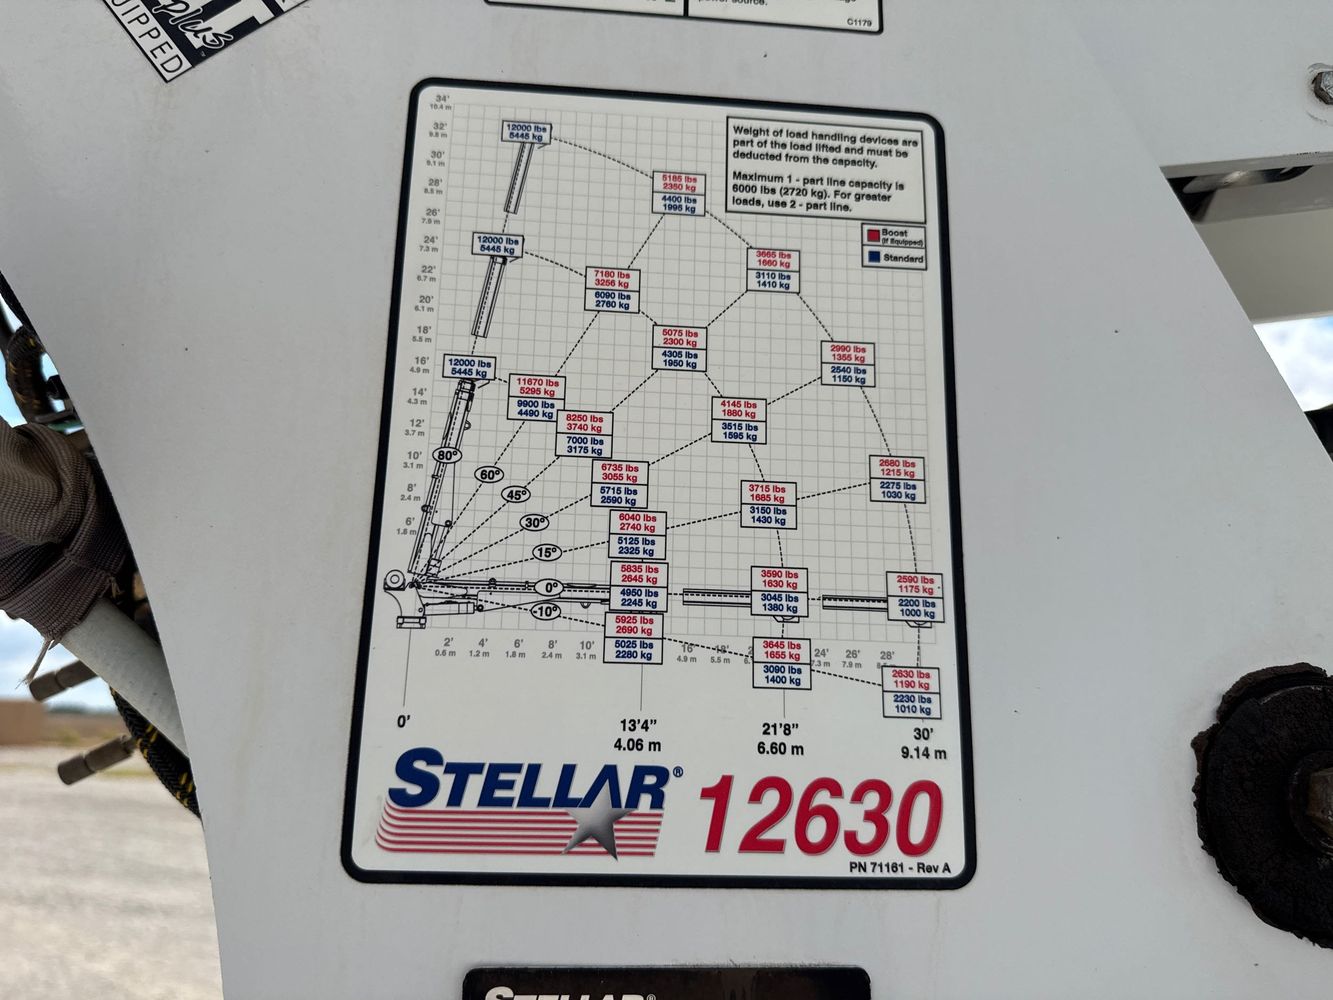 plus
UIPPED
power source.
C1179
34'
10.4 m
32'
9.8 m
30'
9.1 m
28'
8.5 m
26'
7.9 m
24'
7.3 m
22'
6.7 m
20'
6.1 m
18'
5.5 m
16'
4.9 m
14'
4.3 m
12'
3.7 m
10'
3.1 m
8'
2.4 m
6'
1.8 m
Weight of load handling devices are
part of the load lifted and must be
deducted from the capacity.
Maximum 1 - part line capacity is
6000 lbs (2720 kg). For greater
loads, use 2 - part line.
Boost
(If Equipped)
Standard
12000 lbs
5445 kg
5185 lbs
2350 kg
4400 lbs
1995 kg
12000 lbs
5445 kg
3665 lbs
1660 kg
3110 lbs
1410 kg
7180 lbs
3256 kg
6090 lbs
2760 kg
5075 lbs
2300 kg
4305 lbs
1950 kg
2990 lbs
1355 kg
2540 lbs
1150 kg
12000 lbs
5445 kg
11670 lbs
5295 kg
9900 lbs
4490 kg
8250 lbs
3740 kg
7000 lbs
3175 kg
4145 lbs
1880 kg
3515 lbs
1595 kg
6735 lbs
3055 kg
5715 lbs
2590 kg
2680 lbs
1215 kg
2275 lbs
1030 kg
3715 lbs
1685 kg
3150 lbs
1430 kg
6040 lbs
2740 kg
5125 lbs
2325 kg
5835 lbs
2645 kg
4950 lbs
2245 kg
3590 lbs
1630 kg
3045 lbs
1380 kg
2590 lbs
1175 kg
2200 lbs
1000 kg
5925 lbs
2690 kg
5025 lbs
2280 kg
3645 lbs
1655 kg
3090 lbs
1400 kg
2630 lbs
1190 kg
2230 lbs
1010 kg
80°
60°
45°
30°
15°
0°
-10°
2' 4' 6' 8' 10' 16' 18' 24' 26' 28'
0.6 m 1.2 m 1.8 m 2.4 m 3.1 m 4.9 m 5.5 m 7.3 m 7.9 m
0' 13'4" 21'8" 30'
4.06 m 6.60 m 9.14 m
STELLAR® 12630
PN 71161 - Rev A
STELLAR®